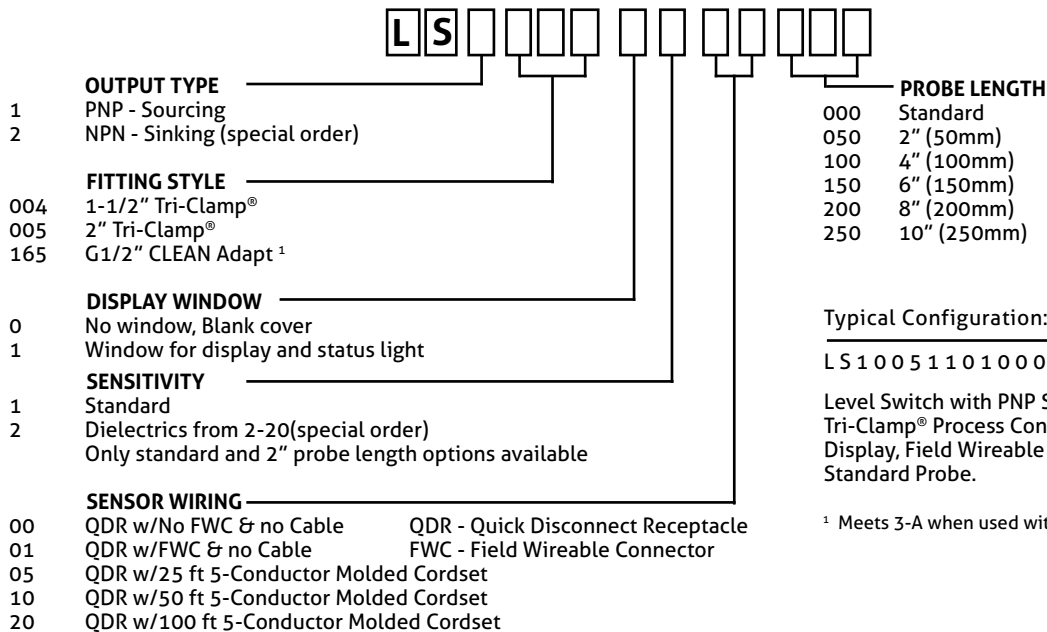 LS
OUTPUT TYPE
1 PNP - Sourcing
2 NPN - Sinking (special order)
FITTING STYLE
004 1-1/2" Tri-Clamp®
005 2" Tri-Clamp®
165 G1/2" CLEAN Adapt ¹
DISPLAY WINDOW
0 No window, Blank cover
1 Window for display and status light
SENSITIVITY
1 Standard
2 Dielectrics from 2-20(special order)
Only standard and 2" probe length options available
SENSOR WIRING
00 QDR w/No FWC & no Cable QDR - Quick Disconnect Receptacle
01 QDR w/FWC & no Cable FWC - Field Wireable Connector
05 QDR w/25 ft 5-Conductor Molded Cordset
10 QDR w/50 ft 5-Conductor Molded Cordset
20 QDR w/100 ft 5-Conductor Molded Cordset
PROBE LENGTH
000 Standard
050 2" (50mm)
100 4" (100mm)
150 6" (150mm)
200 8" (200mm)
250 10" (250mm)
Typical Configuration:
L S 1 0 0 5 1 1 0 1 0 0 0
Level Switch with PNP
Tri-Clamp® Process
Display, Field Wireable
Standard Probe.
¹ Meets 3-A when used